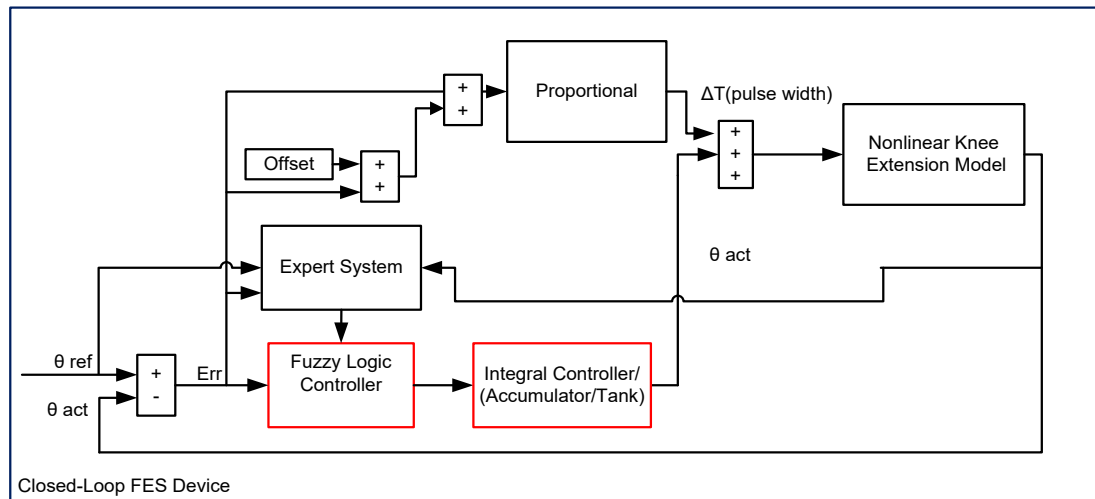 +
+
Proportional
ΔT(pulse width)
+
+
+
Nonlinear Knee
Extension Model
Offset
+
+
Expert System
θ act
θ ref
+
-
Err
Fuzzy Logic
Controller
Integral Controller/
(Accumulator/Tank)
θ act
Closed-Loop FES Device